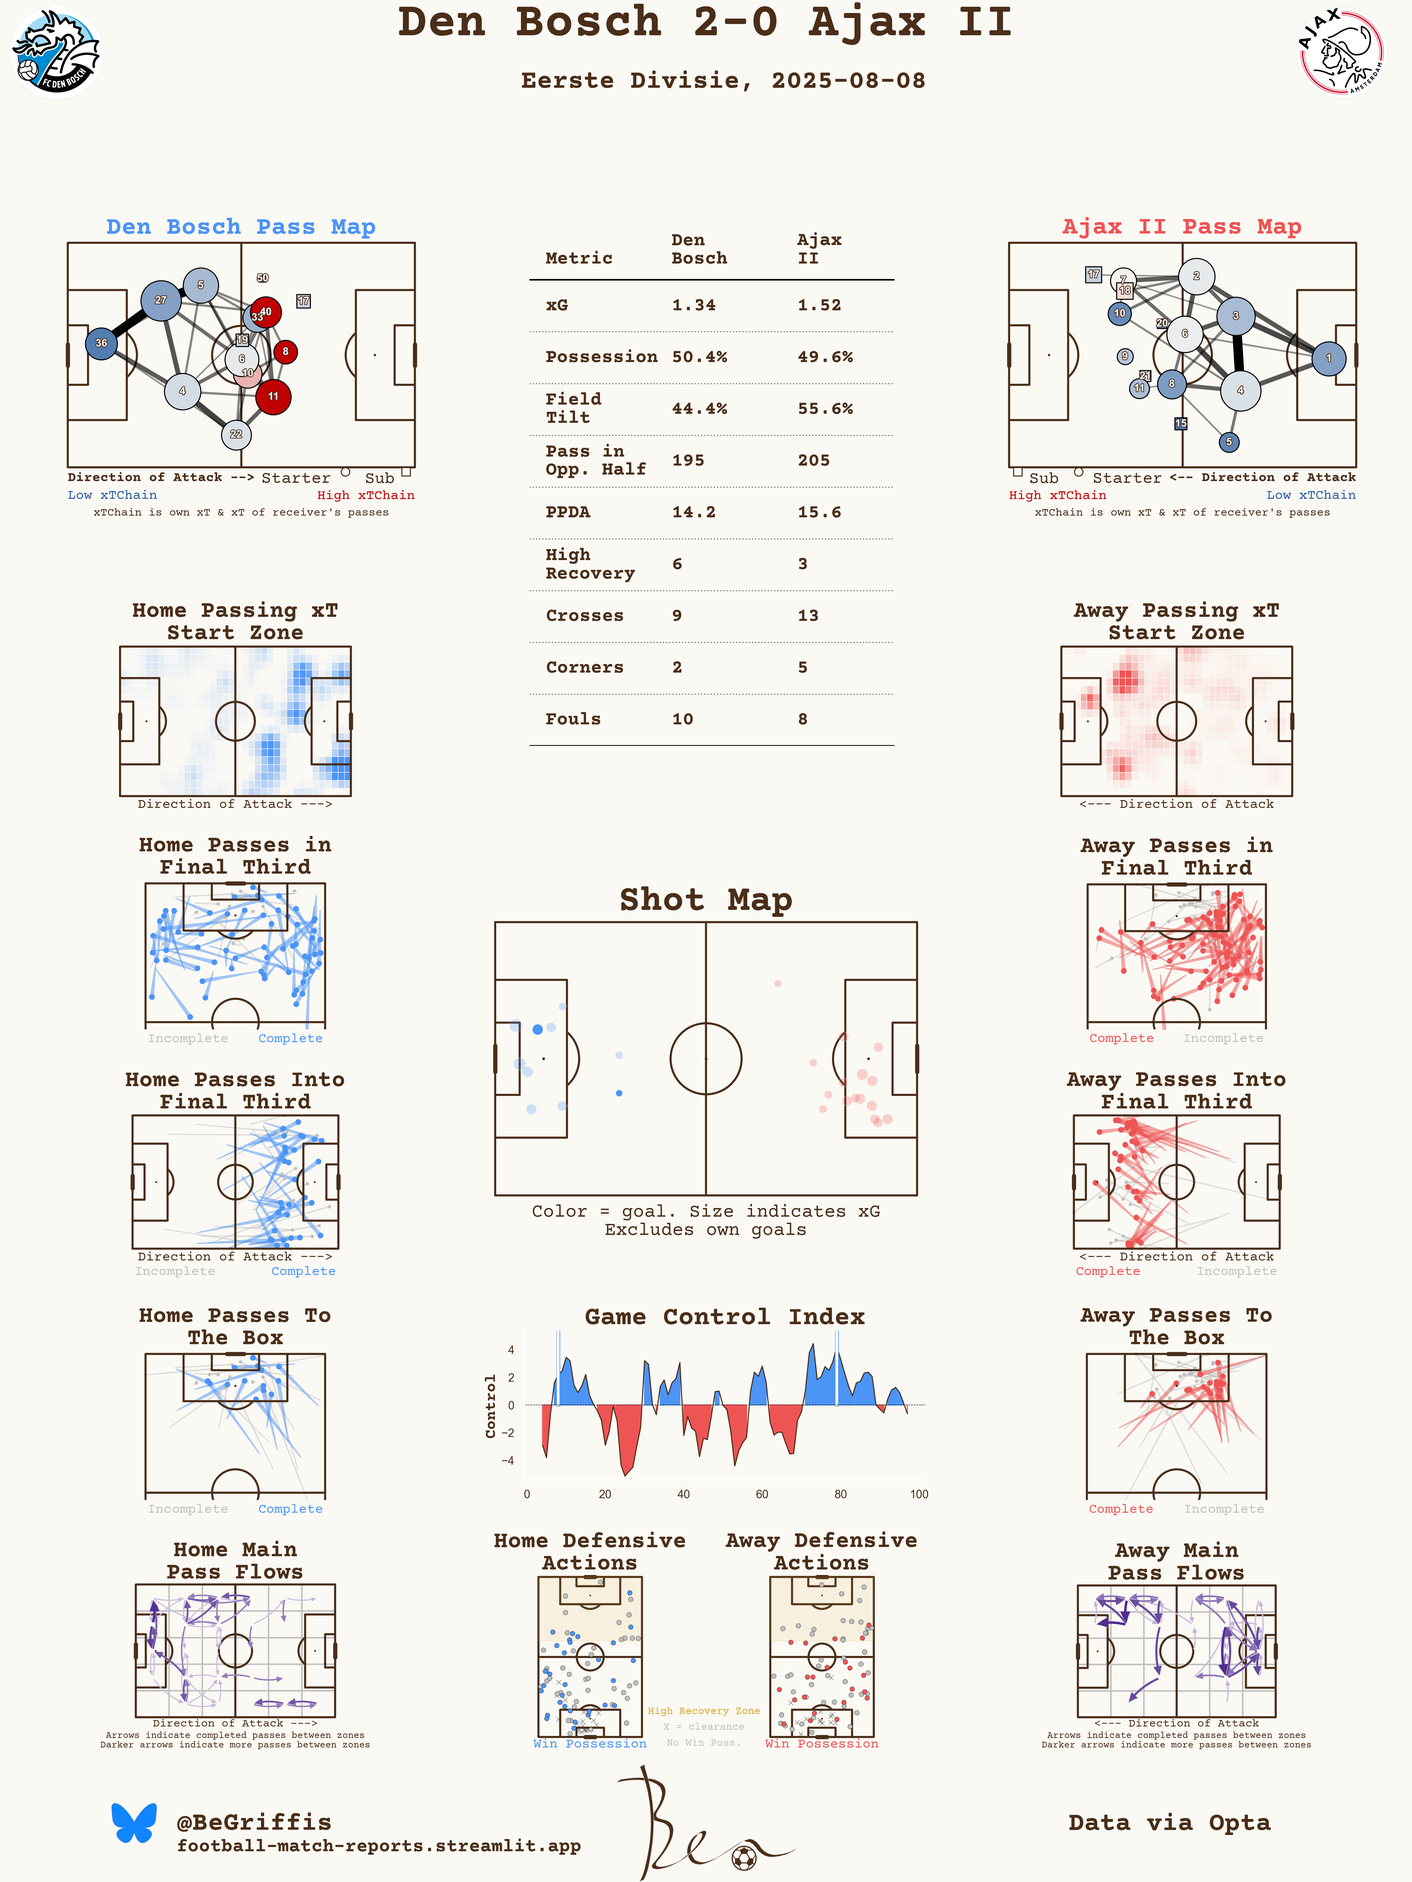 Den Bosch 2-0 Ajax II
Eerste Divisie, 2025-08-08
FC DEN BOSCH
AJAX
AMSTERDAM
Den Bosch Pass Map
5
27
36
4
22
50
17
40
33
19
6
10
8
11
Direction of Attack --> Starter Sub
Low xTChain High xTChain
xTChain is own xT & xT of receiver's passes
Metric Den Bosch Ajax II
xG 1.34 1.52
Possession 50.4% 49.6%
Field Tilt 44.4% 55.6%
Pass in Opp. Half 195 205
PPDA 14.2 15.6
High Recovery 6 3
Crosses 9 13
Corners 2 5
Fouls 10 8
Ajax II Pass Map
17
7
18
2
10
20
3
6
9
1
21
11
8
4
15
5
Sub Starter <-- Direction of Attack
High xTChain Low xTChain
xTChain is own xT & xT of receiver's passes
Home Passing xT
Start Zone
Direction of Attack --->
Away Passing xT
Start Zone
<--- Direction of Attack
Home Passes in
Final Third
Incomplete Complete
Away Passes in
Final Third
Complete Incomplete
Shot Map
Color = goal. Size indicates xG
Excludes own goals
Home Passes Into
Final Third
Direction of Attack --->
Incomplete Complete
Away Passes Into
Final Third
<--- Direction of Attack
Complete Incomplete
Home Passes To
The Box
Incomplete Complete
Game Control Index
Control
4
2
0
−2
−4
0 20 40 60 80 100
Away Passes To
The Box
Complete Incomplete
Home Main
Pass Flows
Direction of Attack --->
Arrows indicate completed passes between zones
Darker arrows indicate more passes between zones
Home Defensive
Actions
Win Possession
Away Defensive
Actions
Win Possession
High Recovery Zone
X = clearance
No Win Poss.
Away Main
Pass Flows
<--- Direction of Attack
Arrows indicate completed passes between zones
Darker arrows indicate more passes between zones
@BeGriffis
football-match-reports.streamlit.app
Ben
Data via Opta